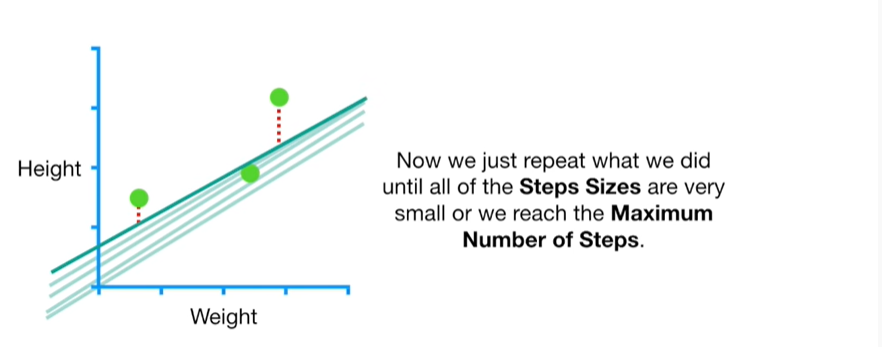 Height
Weight
Now we just repeat what we did
until all of the Steps Sizes are very
small or we reach the Maximum
Number of Steps.